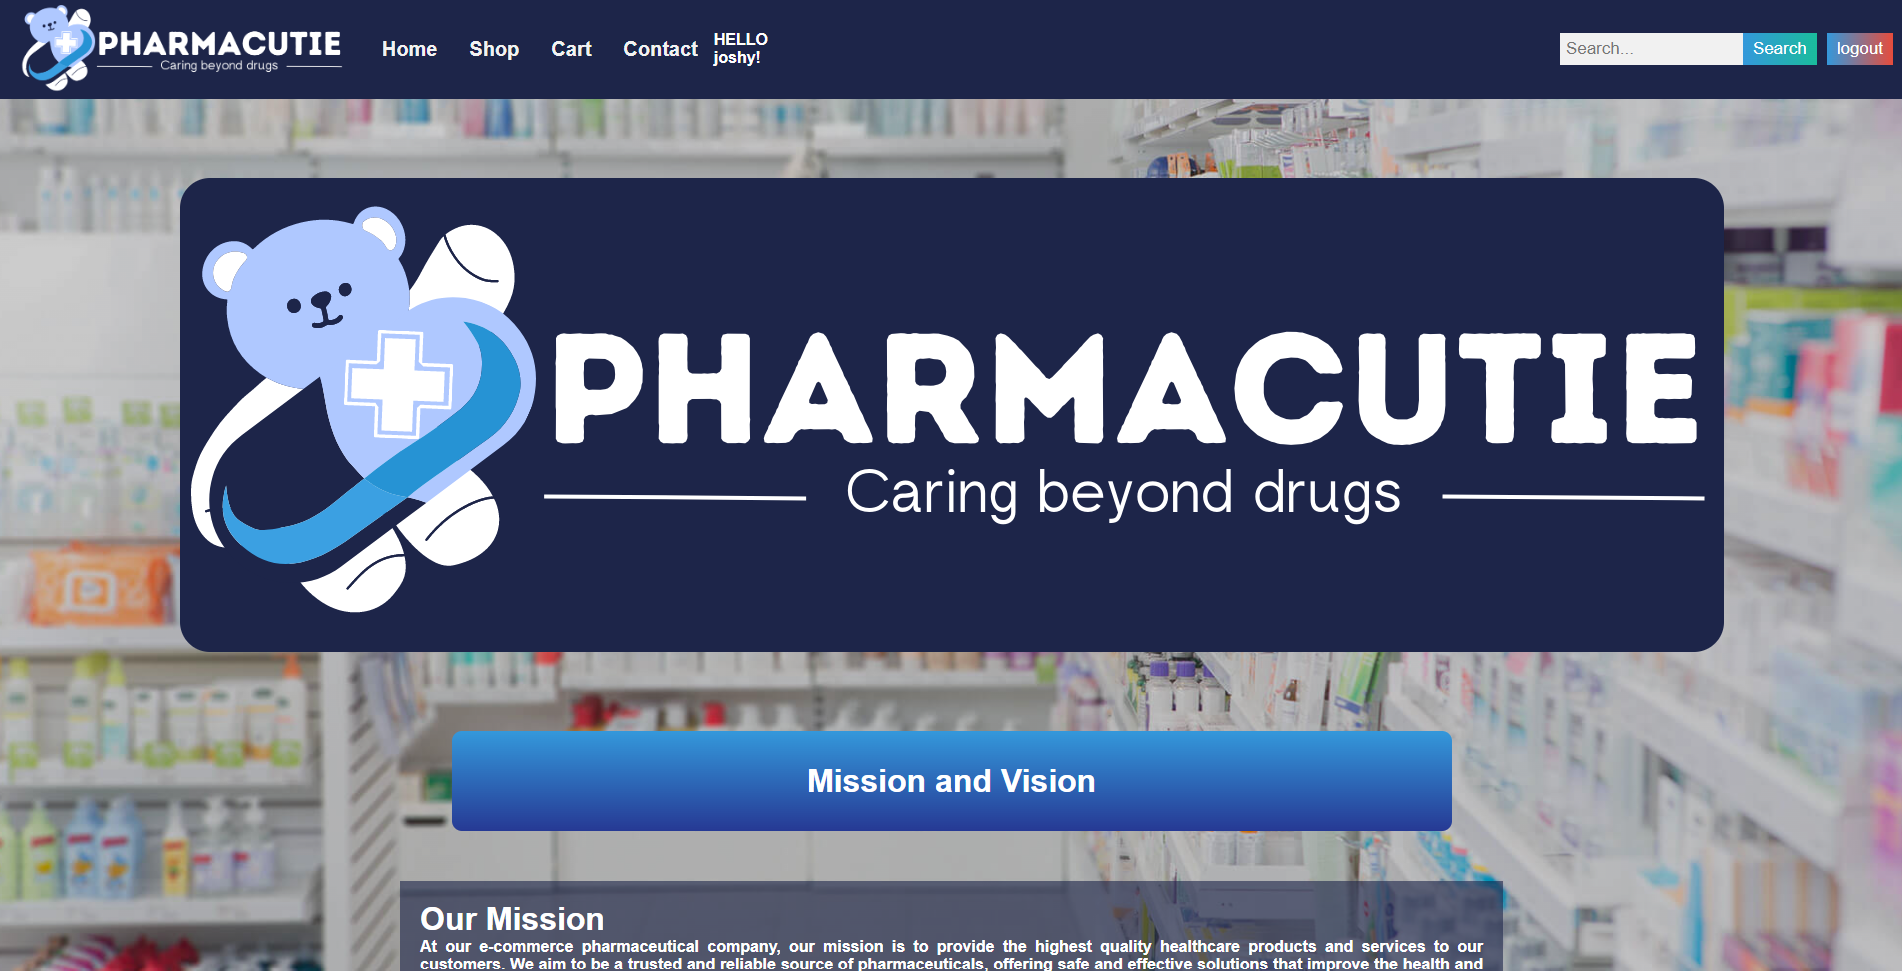 PHARMACUTIE
Caring beyond drugs
Home Shop Cart Contact
HELLO
joshy!
Search... Search logout
PHARMACUTIE
Caring beyond drugs
Mission and Vision
Our Mission
At our e-commerce pharmaceutical company, our mission is to provide the highest quality healthcare products and services to our
customers. We aim to be a trusted and reliable source of pharmaceuticals, offering safe and effective solutions that improve the health and